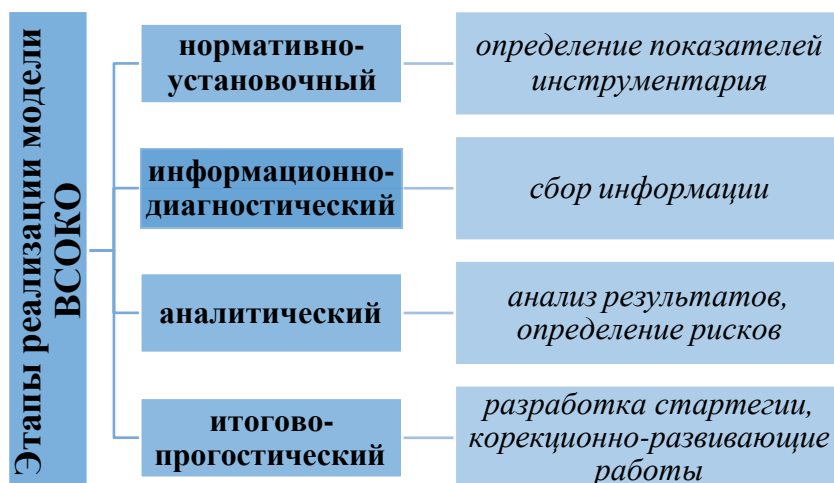 Этапы реализации модели
ВСОКО
нормативно-
установочный
определение показателей
инструментария
информационно-
диагностический
сбор информации
аналитический
анализ результатов,
определение рисков
итогово-
прогостический
разработка стартегии,
корекционно-развивающие
работы